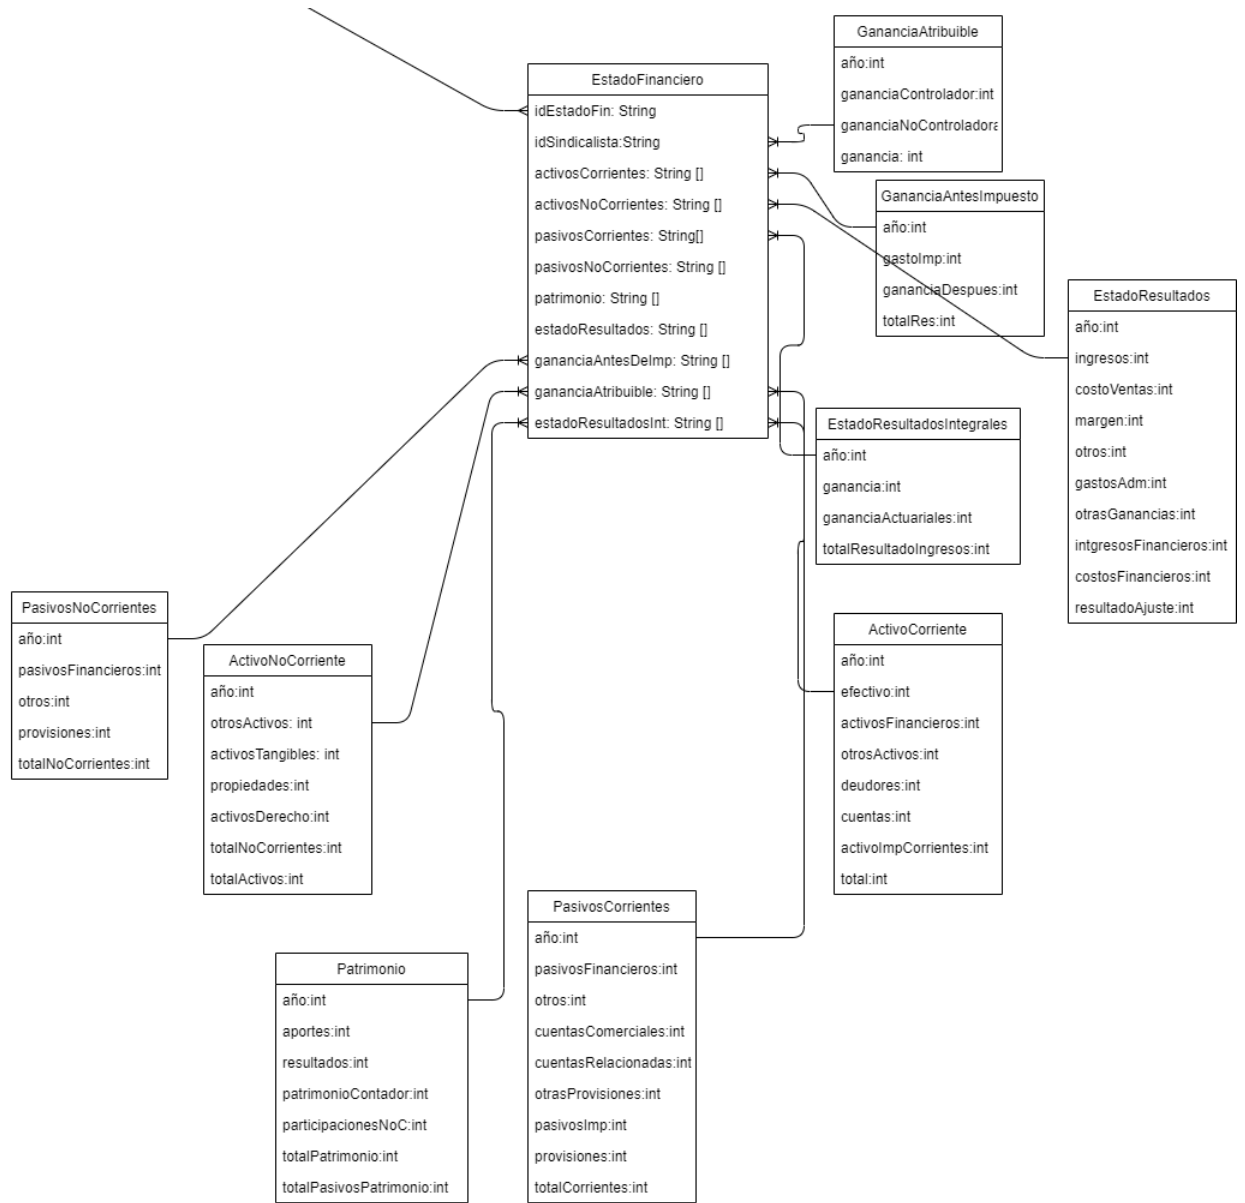 GananciaAtribuible
año:int
gananciaControlador:int
gananciaNoControladora
ganancia: int
EstadoFinanciero
idEstadoFin: String
idSindicalista:String
activosCorrientes: String []
activosNoCorrientes: String []
pasivosCorrientes: String[]
pasivosNoCorrientes: String []
patrimonio: String []
estadoResultados: String []
gananciaAntesDeImp: String []
gananciaAtribuible: String []
estadoResultadosInt: String []
GananciaAntesImpuesto
año:int
gastoImp:int
gananciaDespues:int
totalRes:int
EstadoResultados
año:int
ingresos:int
costoVentas:int
margen:int
otros:int
gastosAdm:int
otrasGanancias:int
intgresosFinancieros:int
costosFinancieros:int
resultadoAjuste:int
EstadoResultadosIntegrales
año:int
ganancia:int
gananciaActuariales:int
totalResultadoIngresos:int
PasivosNoCorrientes
año:int
pasivosFinancieros:int
otros:int
provisiones:int
totalNoCorrientes:int
ActivoNoCorriente
año:int
otrosActivos: int
activosTangibles: int
propiedades:int
activosDerecho:int
totalNoCorrientes:int
totalActivos:int
ActivoCorriente
año:int
efectivo:int
activosFinancieros:int
otrosActivos:int
deudores:int
cuentas:int
activoImpCorrientes:int
total:int
PasivosCorrientes
año:int
pasivosFinancieros:int
otros:int
cuentasComerciales:int
cuentasRelacionadas:int
otrasProvisiones:int
pasivosImp:int
provisiones:int
totalCorrientes:int
Patrimonio
año:int
aportes:int
resultados:int
patrimonioContador:int
participacionesNoC:int
totalPatrimonio:int
totalPasivosPatrimonio:int